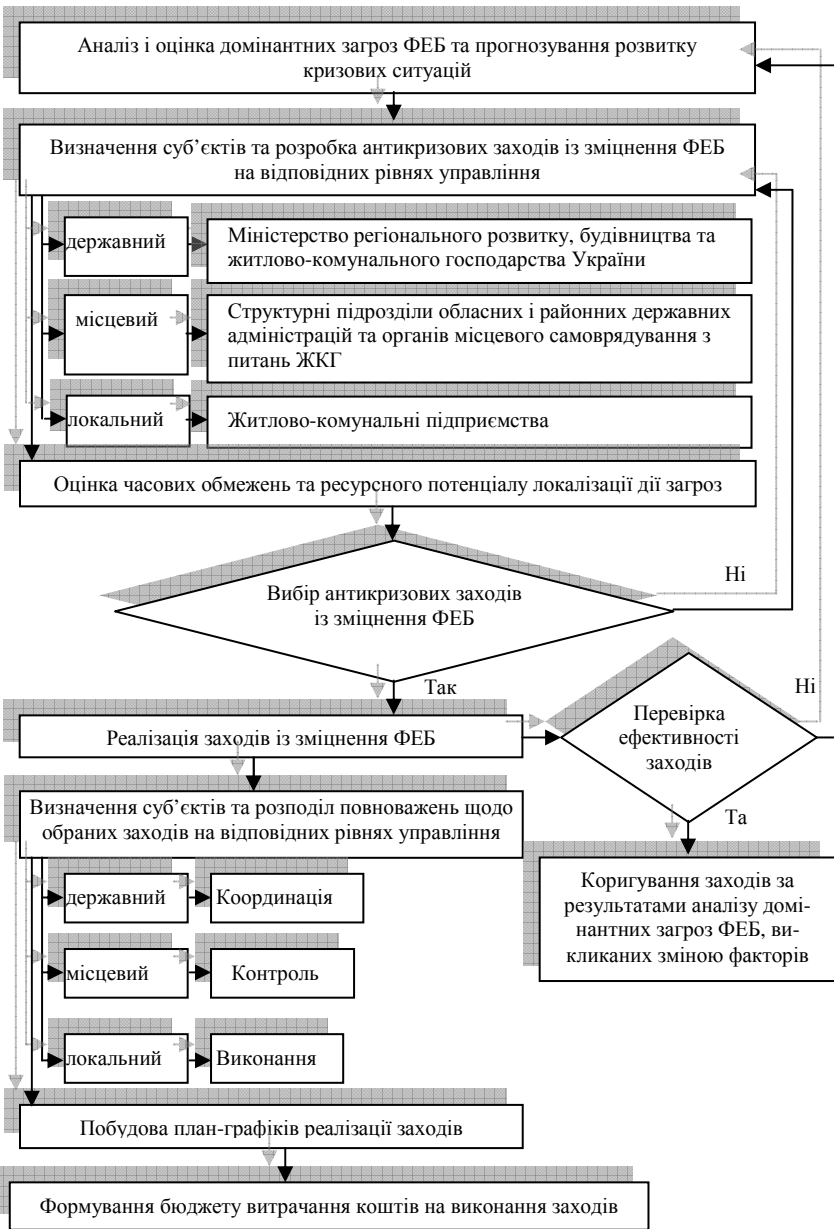 Аналіз і оцінка домінантних загроз ФЕБ та прогнозування розвитку
кризових ситуацій
Визначення суб’єктів та розробка антикризових заходів із зміцнення ФЕБ
на відповідних рівнях управління
державний
Міністерство регіонального розвитку, будівництва та
житлово-комунального господарства України
місцевий
Структурні підрозділи обласних і районних державних
адміністрацій та органів місцевого самоврядування з
питань ЖКГ
локальний
Житлово-комунальні підприємства
Оцінка часових обмежень та ресурсного потенціалу локалізації дії загроз
Вибір антикризових заходів
із зміцнення ФЕБ
Ні
Так
Реалізація заходів із зміцнення ФЕБ
Перевірка
ефективності
заходів
Ні
Та
Визначення суб’єктів та розподіл повноважень щодо
обраних заходів на відповідних рівнях управління
державний
Координація
місцевий
Контроль
локальний
Виконання
Коригування заходів за
результатами аналізу домі-
нантних загроз ФЕБ, ви-
кликаних зміною факторів
Побудова план-графіків реалізації заходів
Формування бюджету витрачання коштів на виконання заходів